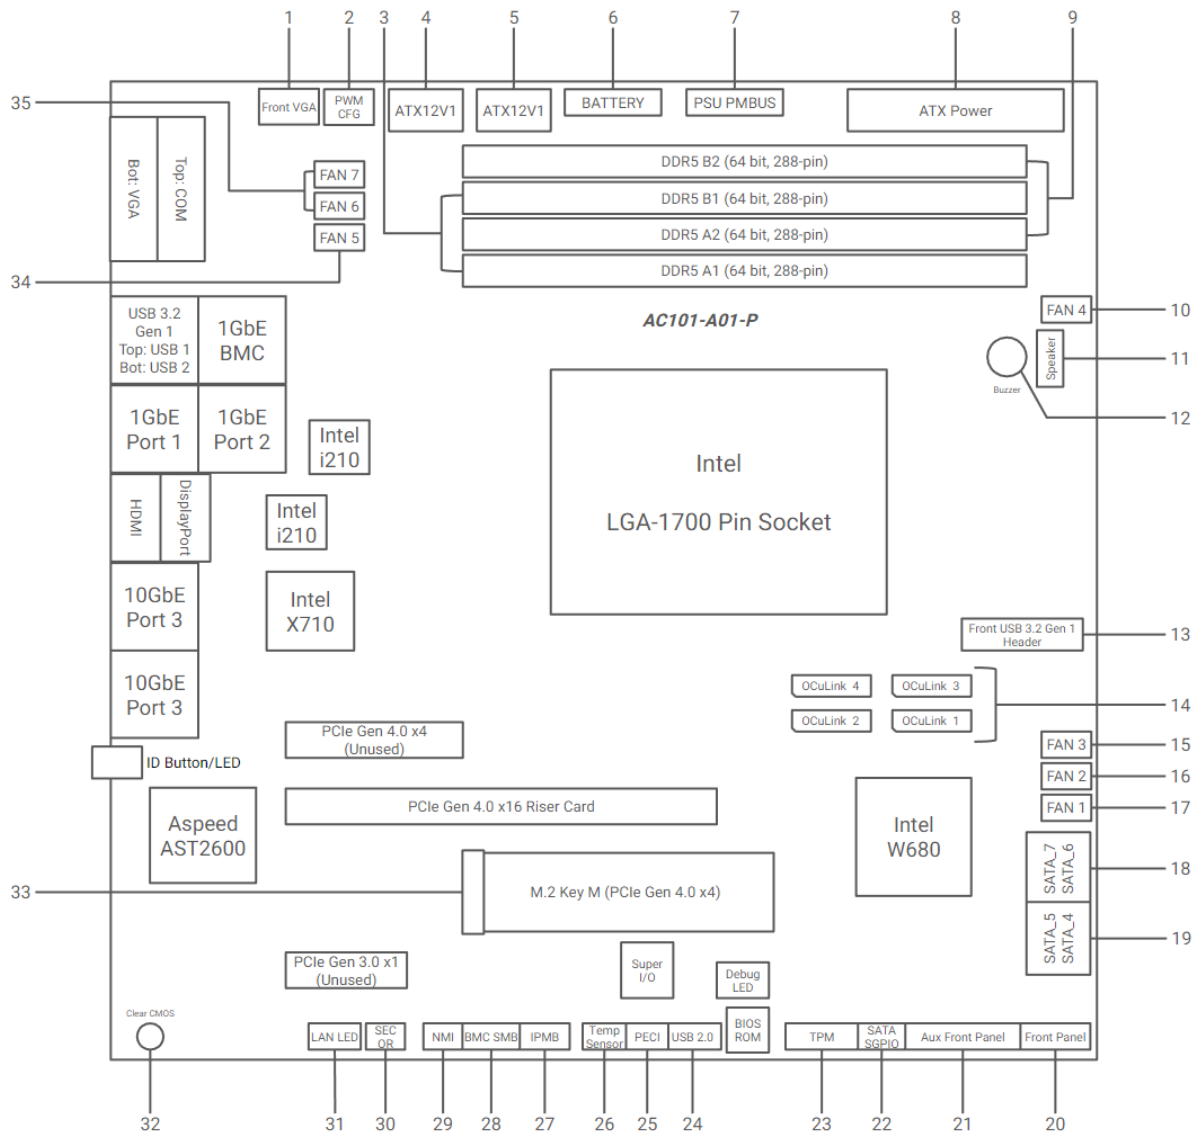 1 2 3 4 5 6 7 8 9
35
Front VGA
PWM
CFG
ATX12V1
ATX12V1
BATTERY
PSU PMBUS
ATX Power
Bot: VGA
Top: COM
FAN 7
FAN 6
FAN 5
34
DDR5 B2 (64 bit, 288-pin)
DDR5 B1 (64 bit, 288-pin)
DDR5 A2 (64 bit, 288-pin)
DDR5 A1 (64 bit, 288-pin)
AC101-A01-P
FAN 4
10
Speaker
11
Buzzer
12
USB 3.2
Gen 1
Top: USB 1
Bot: USB 2
1GbE
BMC
1GbE
Port 1
1GbE
Port 2
Intel
i210
HDMI
DisplayPort
Intel
i210
Intel
LGA-1700 Pin Socket
10GbE
Port 3
Intel
X710
10GbE
Port 3
Front USB 3.2 Gen 1
Header
13
OCuLink 4
OCuLink 3
OCuLink 2
OCuLink 1
14
PCIe Gen 4.0 x4
(Unused)
ID Button/LED
FAN 3
15
FAN 2
16
FAN 1
17
PCIe Gen 4.0 x16 Riser Card
Aspeed
AST2600
Intel
W680
SATA_7
SATA_6
18
33
M.2 Key M (PCIe Gen 4.0 x4)
SATA_5
SATA_4
19
PCIe Gen 3.0 x1
(Unused)
Super
I/O
Debug
LED
Clear CMOS
LAN LED
SEC
OR
NMI
BMC SMB
IPMB
Temp
Sensor
PECI
USB 2.0
BIOS
ROM
TPM
SATA
SGPIO
Aux Front Panel
Front Panel
32 31 30 29 28 27 26 25 24 23 22 21 20